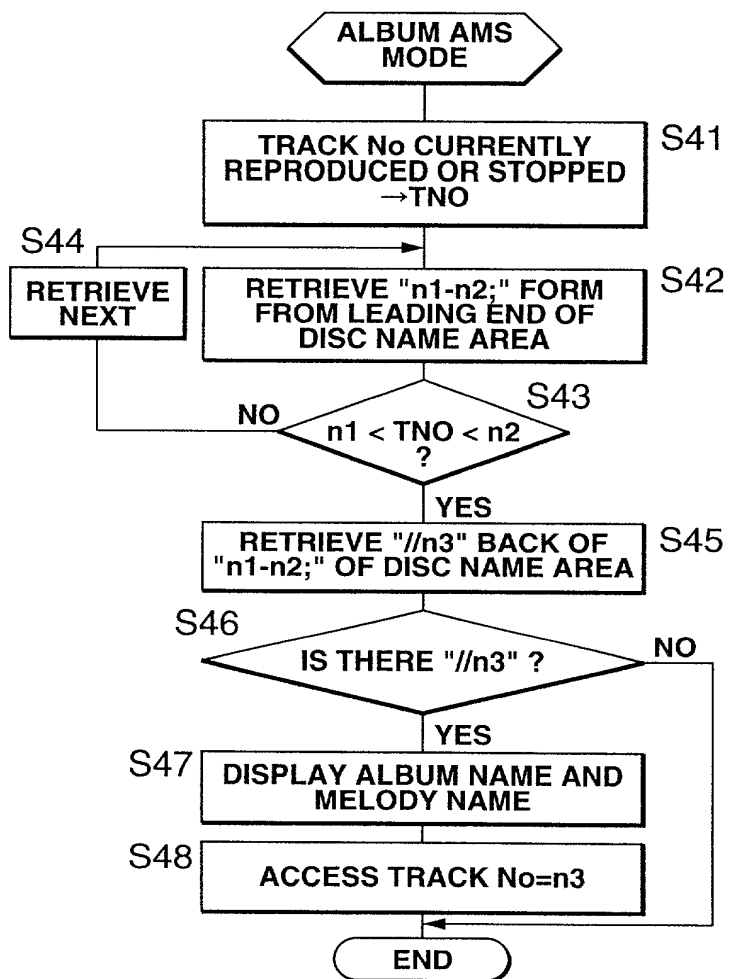 ALBUM AMS
MODE
S41
TRACK No CURRENTLY
REPRODUCED OR STOPPED
→TNO
S44
RETRIEVE
NEXT
S42
RETRIEVE "n1-n2;" FORM
FROM LEADING END OF
DISC NAME AREA
S43
NO
n1 < TNO < n2
?
YES
S45
RETRIEVE "//n3" BACK OF
"n1-n2;" OF DISC NAME AREA
S46
IS THERE "//n3" ?
NO
YES
S47
DISPLAY ALBUM NAME AND
MELODY NAME
S48
ACCESS TRACK No=n3
END